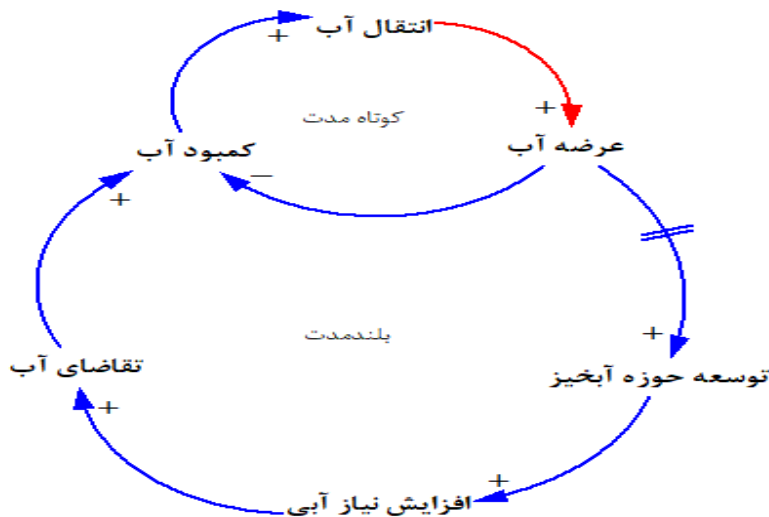 انتقال آب
+
کوتاه مدت
+
کمبود آب
عرضه آب
–
+
بلندمدت
+
تقاضای آب
توسعه حوزه آبخیز
+
+
افزایش نیاز آبی